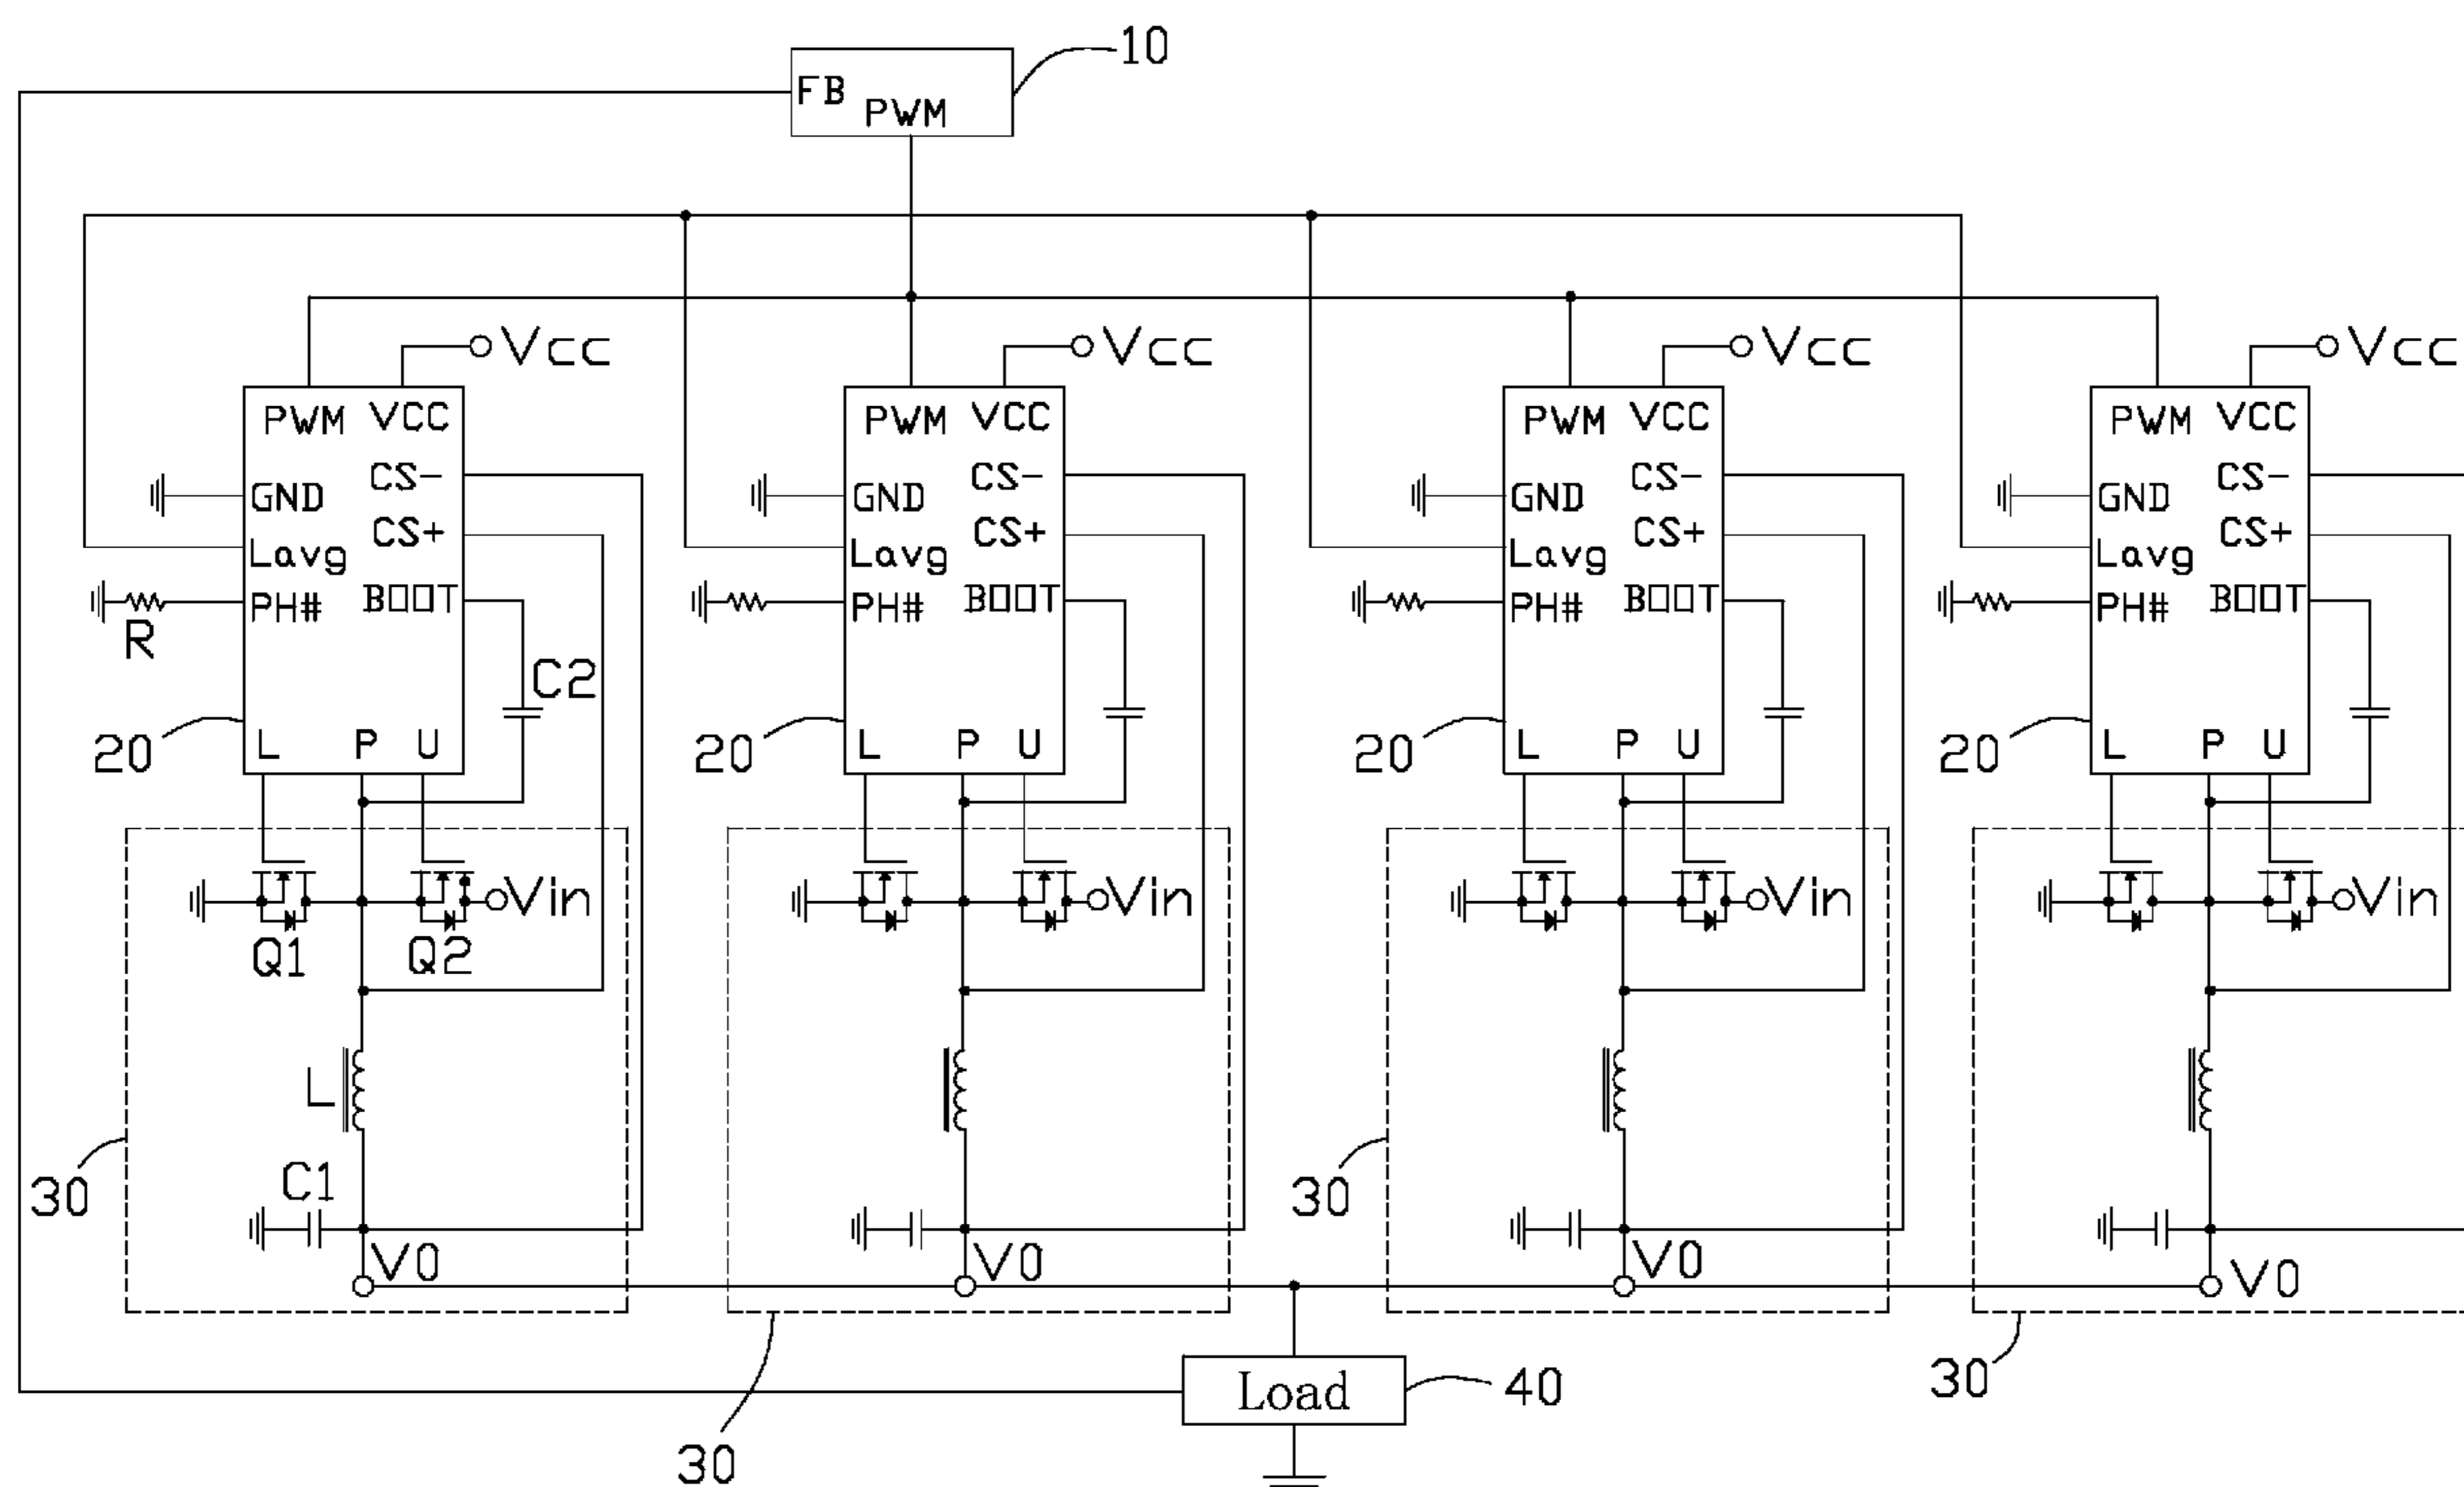 10
FB
PWM
Vcc
Vcc
Vcc
Vcc
PWM VCC
CS-
GND
CS+
Lavg
PH# BOOT
R
C2
20
L P U
PWM VCC
CS-
GND
CS+
Lavg
PH# BOOT
20
L P U
PWM VCC
CS-
GND
CS+
Lavg
PH# BOOT
20
L P U
PWM VCC
CS-
GND
CS+
Lavg
PH# BOOT
20
L P U
Vin
Q1 Q2
L
30
C1
V0
Vin
V0
30
Vin
30
V0
Vin
V0
30
Load
40